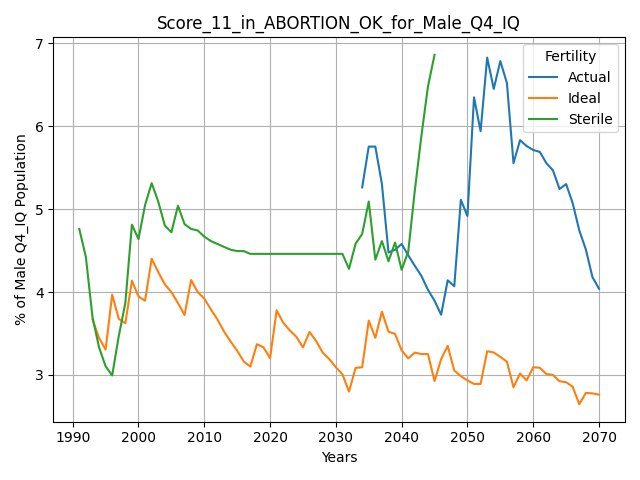 Score_11_in_ABORTION_OK_for_Male_Q4_IQ
Fertility
Actual
Ideal
Sterile
% of Male Q4_IQ Population
7
6
5
4
3
1990 2000 2010 2020 2030 2040 2050 2060 2070
Years